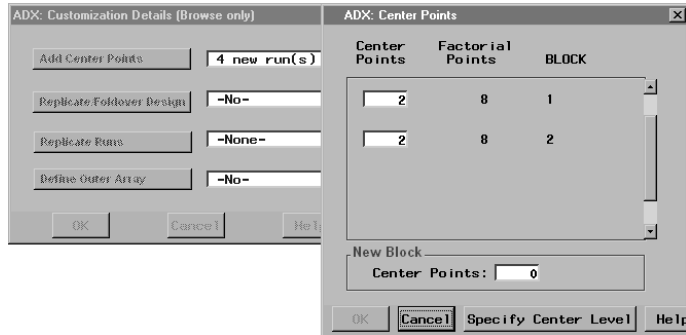 ADX: Customization Details (Browse only)
Add Center Points
4 new run(s)
Replicate/Foldover Design
-No-
Replicate Runs
-None-
Define Outer Array
-No-
OK
Cancel
Hel
ADX: Center Points
Center Points
Factorial Points
BLOCK
2 8 1
2 8 2
New Block
Center Points: 0
OK
Cancel
Specify Center Level
Help